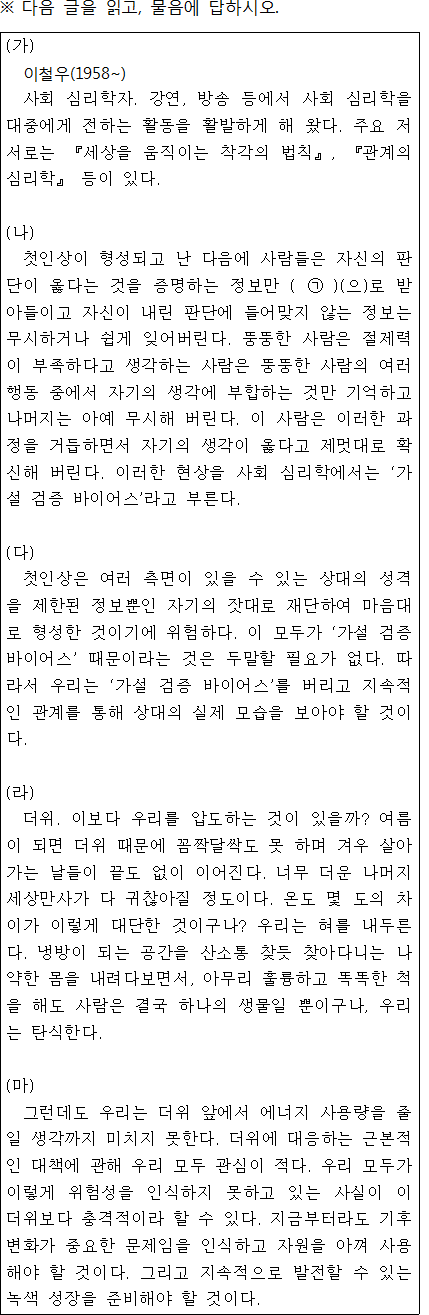 ※ 다음 글을 읽고, 물음에 답하시오.
(가)
이철우(1958~)
사회 심리학자. 강연, 방송 등에서 사회 심리학을
대중에게 전하는 활동을 활발하게 해 왔다. 주요 저
서로는 『세상을 움직이는 착각의 법칙』, 『관계의
심리학』 등이 있다.
(나)
첫인상이 형성되고 난 다음에 사람들은 자신의 판
단이 옳다는 것을 증명하는 정보만 ( ㉠ )(으)로 받
아들이고 자신이 내린 판단에 들어맞지 않는 정보는
무시하거나 쉽게 잊어버린다. 뚱뚱한 사람은 절제력
이 부족하다고 생각하는 사람은 뚱뚱한 사람의 여러
행동 중에서 자기의 생각에 부합하는 것만 기억하고
나머지는 아예 무시해 버린다. 이 사람은 이러한 과
정을 거듭하면서 자기의 생각이 옳다고 제멋대로 확
신해 버린다. 이러한 현상을 사회 심리학에서는 ‘가
설 검증 바이어스’라고 부른다.
(다)
첫인상은 여러 측면이 있을 수 있는 상대의 성격
을 제한된 정보뿐인 자기의 잣대로 재단하여 마음대
로 형성한 것이기에 위험하다. 이 모두가 ‘가설 검증
바이어스’ 때문이라는 것은 두말할 필요가 없다. 따
라서 우리는 ‘가설 검증 바이어스’를 버리고 지속적
인 관계를 통해 상대의 실제 모습을 보아야 할 것이
다.
(라)
더위. 이보다 우리를 압도하는 것이 있을까? 여름
이 되면 더위 때문에 꼼짝달싹도 못 하며 겨우 살아
가는 날들이 끝도 없이 이어진다. 너무 더운 나머지
세상만사가 다 귀찮아질 정도이다. 온도 몇 도의 차
이가 이렇게 대단한 것이구나? 우리는 혀를 내두른
다. 냉방이 되는 공간을 산소통 찾듯 찾아다니는 나
약한 몸을 내려다보면서, 아무리 훌륭하고 똑똑한 척
을 해도 사람은 결국 하나의 생물일 뿐이구나, 우리
는 탄식한다.
(마)
그런데도 우리는 더위 앞에서 에너지 사용량을 줄
일 생각까지 미치지 못한다. 더위에 대응하는 근본적
인 대책에 관해 우리 모두 관심이 적다. 우리 모두가
이렇게 위험성을 인식하지 못하고 있는 사실이 이
더위보다 충격적이라 할 수 있다. 지금부터라도 기후
변화가 중요한 문제임을 인식하고 자원을 아껴 사용
해야 할 것이다. 그리고 지속적으로 발전할 수 있는
녹색 성장을 준비해야 할 것이다.